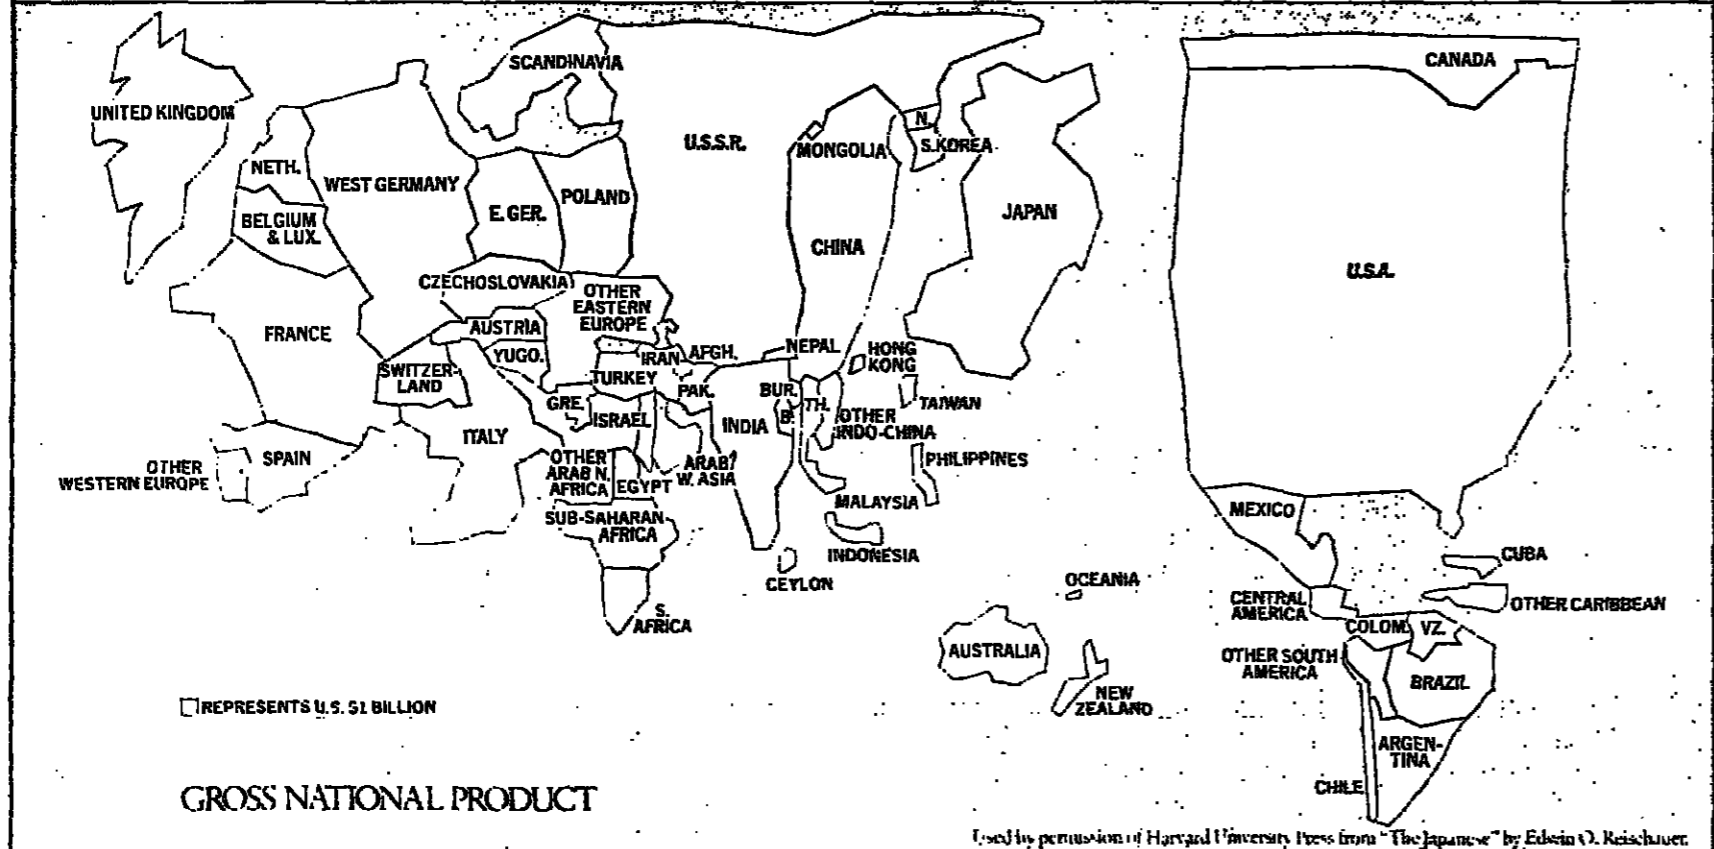 SCANDINAVIA
CANADA
UNITED KINGDOM
N.
U.S.S.R.
MONGOLIA
S. KOREA
NETH.
WEST GERMANY
POLAND
E. GER.
JAPAN
BELGIUM
& LUX.
CHINA
U.S.A.
CZECHOSLOVAKIA
OTHER
EASTERN
EUROPE
FRANCE
AUSTRIA
NEPAL
HONG
KONG
YUGO.
IRAN
AFGH.
SWITZER-
LAND
TURKEY
PAK.
BUR.
GRE.
ISRAEL
B.
TH.
TAIWAN
OTHER
INDO-CHINA
INDIA
ITALY
SPAIN
OTHER
WESTERN EUROPE
OTHER
ARAB N.
AFRICA
EGYPT
ARAB
W. ASIA
PHILIPPINES
MALAYSIA
MEXICO
SUB-SAHARAN
AFRICA
INDONESIA
CEYLON
CUBA
OCEANIA
CENTRAL
AMERICA
OTHER CARIBBEAN
S.
AFRICA
COLOM.
VZ.
AUSTRALIA
OTHER SOUTH
AMERICA
BRAZIL
NEW
ZEALAND
REPRESENTS U.S. $1 BILLION
ARGEN-
TINA
CHILE
GROSS NATIONAL PRODUCT
Used by permission of Harvard University Press from "The Japanese" by Edwin O. Reischauer.